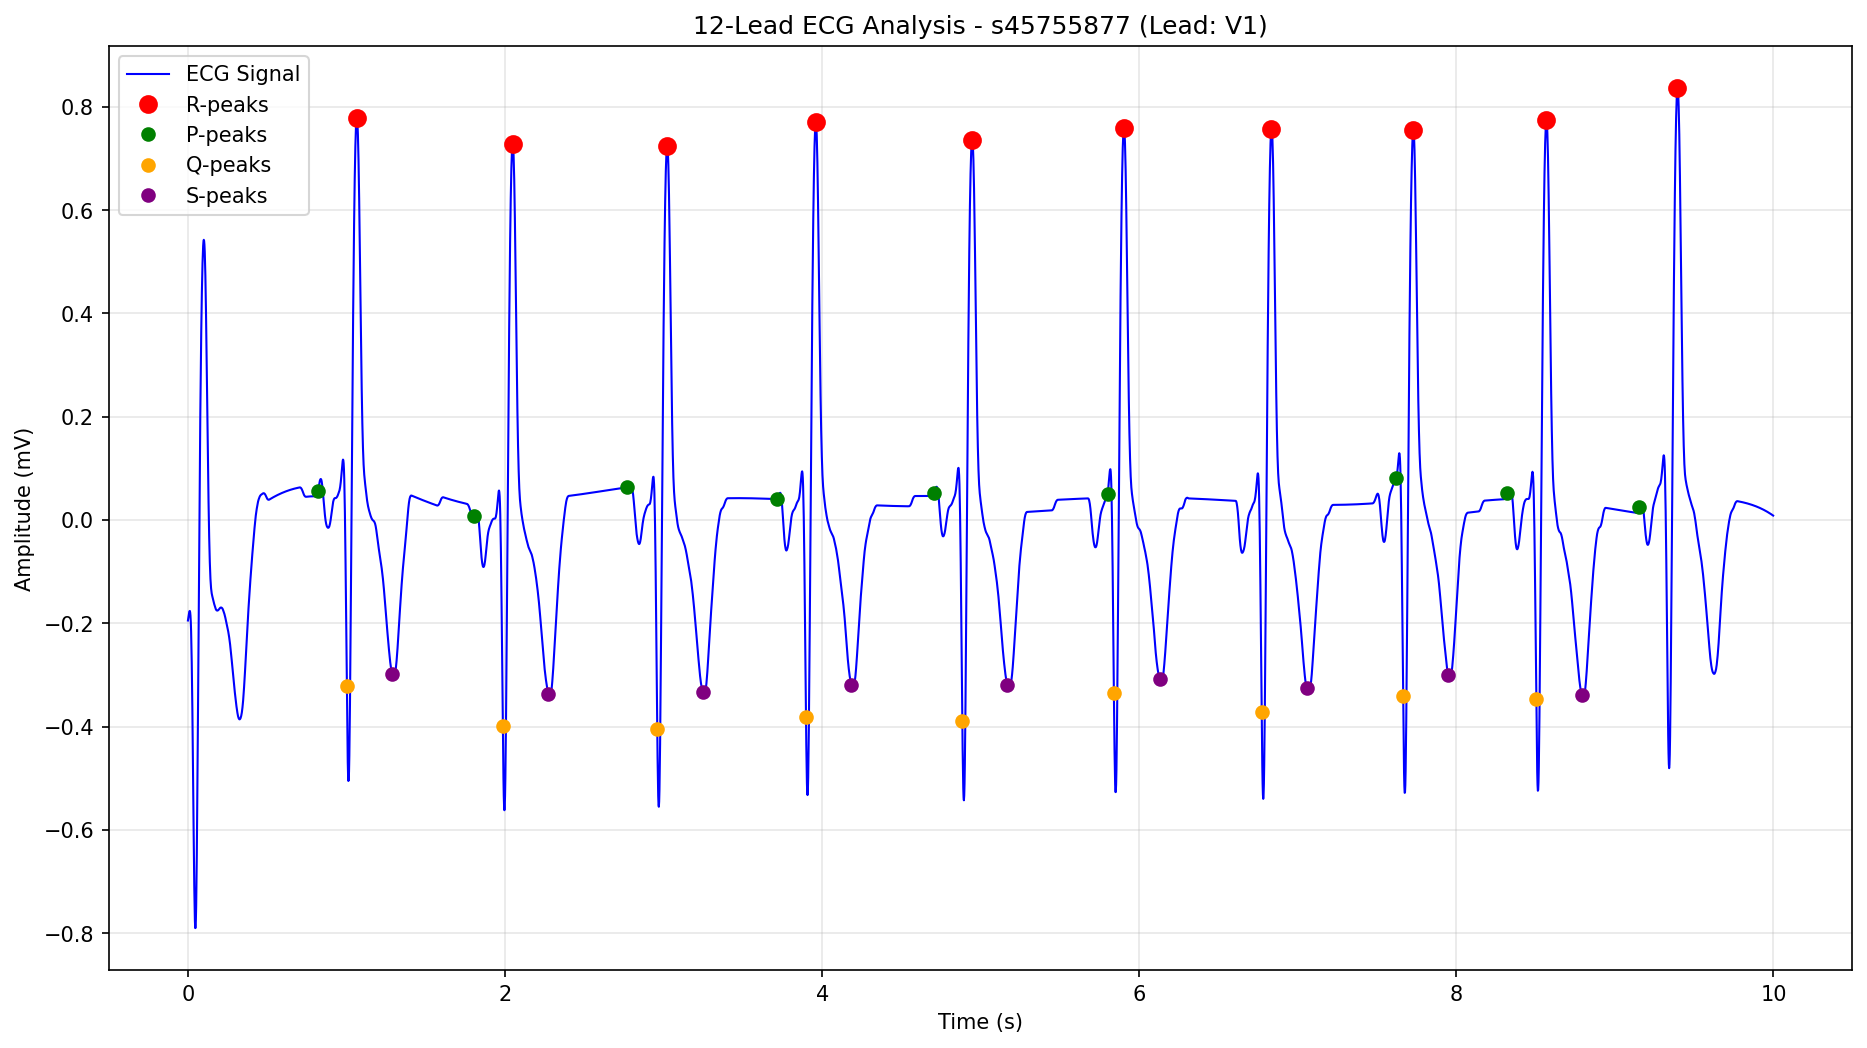 12-Lead ECG Analysis - s45755877 (Lead: V1)
ECG Signal
R-peaks
P-peaks
Q-peaks
S-peaks
0.8
0.6
0.4
0.2
0.0
−0.2
−0.4
−0.6
−0.8
Amplitude (mV)
0 2 4 6 8 10
Time (s)